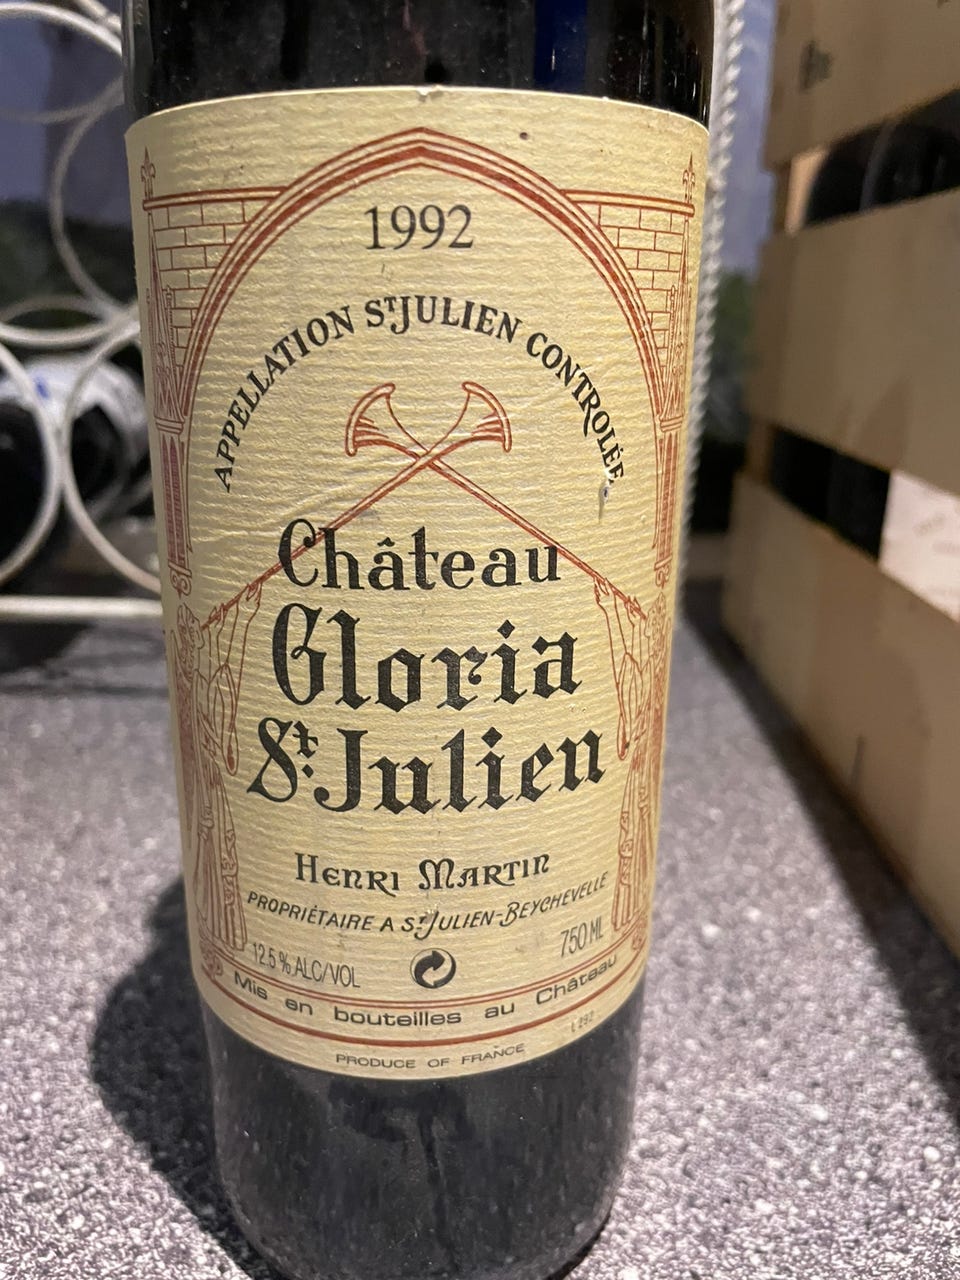 1992
APPELLATION ST JULIEN CONTROLÉE
Château
Gloria
St: Julien
HENRI MARTIN
PROPRIÉTAIRE A ST JULIEN-BEYCHEVELLE
12.5 % ALC/VOL
750 ML
Mis en bouteilles au Château
L 292
PRODUCE OF FRANCE